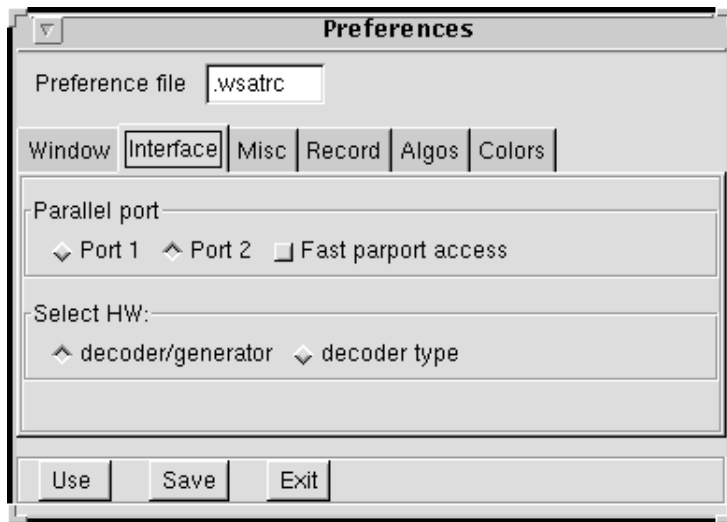 Preferences
Preference file .wsatrc
Window Interface Misc Record Algos Colors
Parallel port
Port 1 Port 2 Fast parport access
Select HW:
decoder/generator decoder type
Use Save Exit